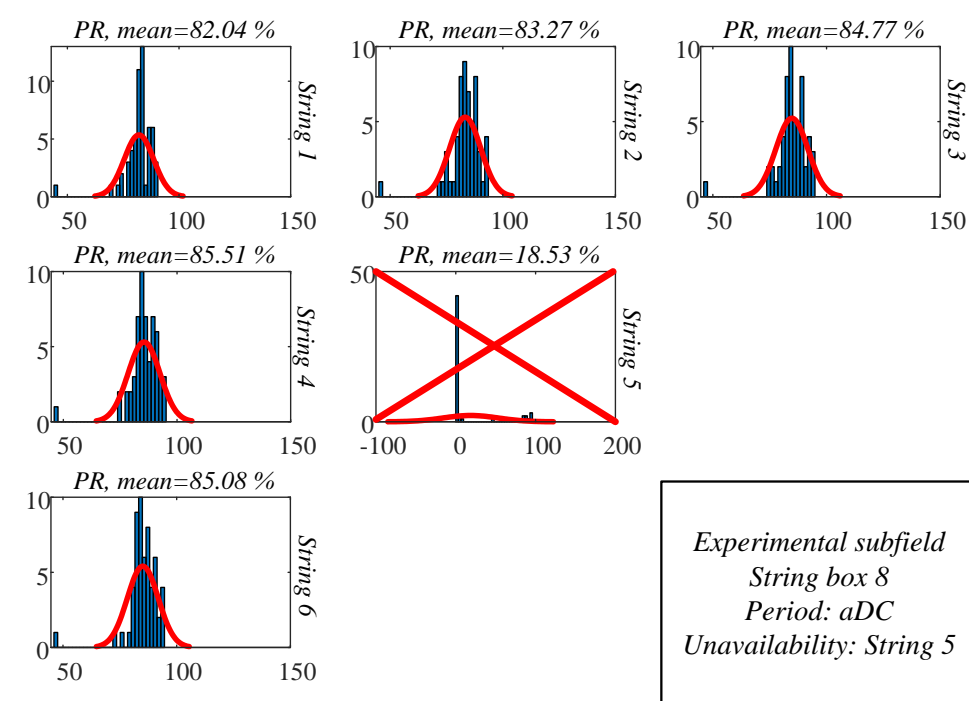 PR, mean=82.04 %
10
5
0
50
100
150
String 1
PR, mean=83.27 %
10
5
0
50
100
150
String 2
PR, mean=84.77 %
10
5
0
50
100
150
String 3
PR, mean=85.51 %
10
5
0
50
100
150
String 4
PR, mean=18.53 %
50
0
-100
0
100
200
String 5
PR, mean=85.08 %
10
5
0
50
100
150
String 6
Experimental subfield
String box 8
Period: aDC
Unavailability: String 5